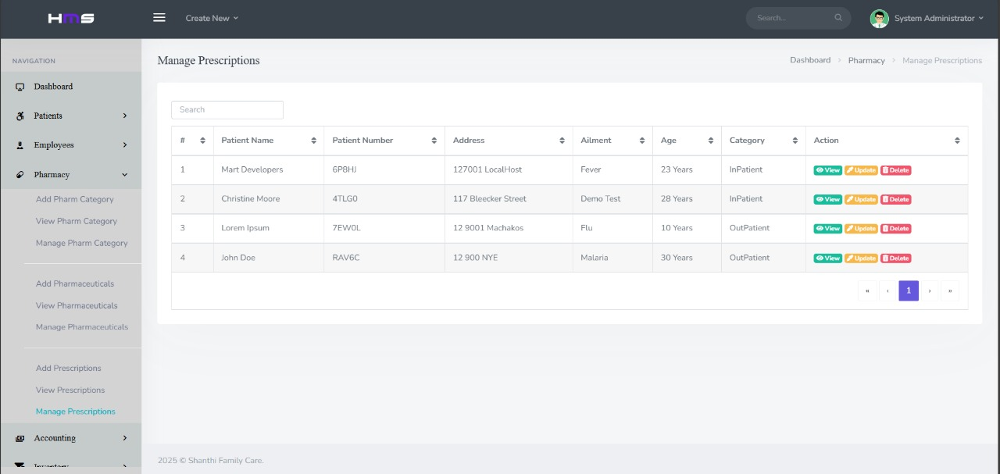 HMS
Create New
Search...
System Administrator
NAVIGATION
Dashboard
Patients
Employees
Pharmacy
Add Pharm Category
View Pharm Category
Manage Pharm Category
Add Pharmaceuticals
View Pharmaceuticals
Manage Pharmaceuticals
Add Prescriptions
View Prescriptions
Manage Prescriptions
Accounting
Inventory
Manage Prescriptions
Dashboard > Pharmacy > Manage Prescriptions
Search
# Patient Name Patient Number Address Ailment Age Category Action
1 Mart Developers 6P8HJ 127001 LocalHost Fever 23 Years InPatient View Update Delete
2 Christine Moore 4TLG0 117 Bleecker Street Demo Test 28 Years InPatient View Update Delete
3 Lorem Ipsum 7EW0L 12 9001 Machakos Flu 10 Years OutPatient View Update Delete
4 John Doe RAV6C 12 900 NYE Malaria 30 Years OutPatient View Update Delete
« ‹ 1 › »
2025 © Shanthi Family Care.